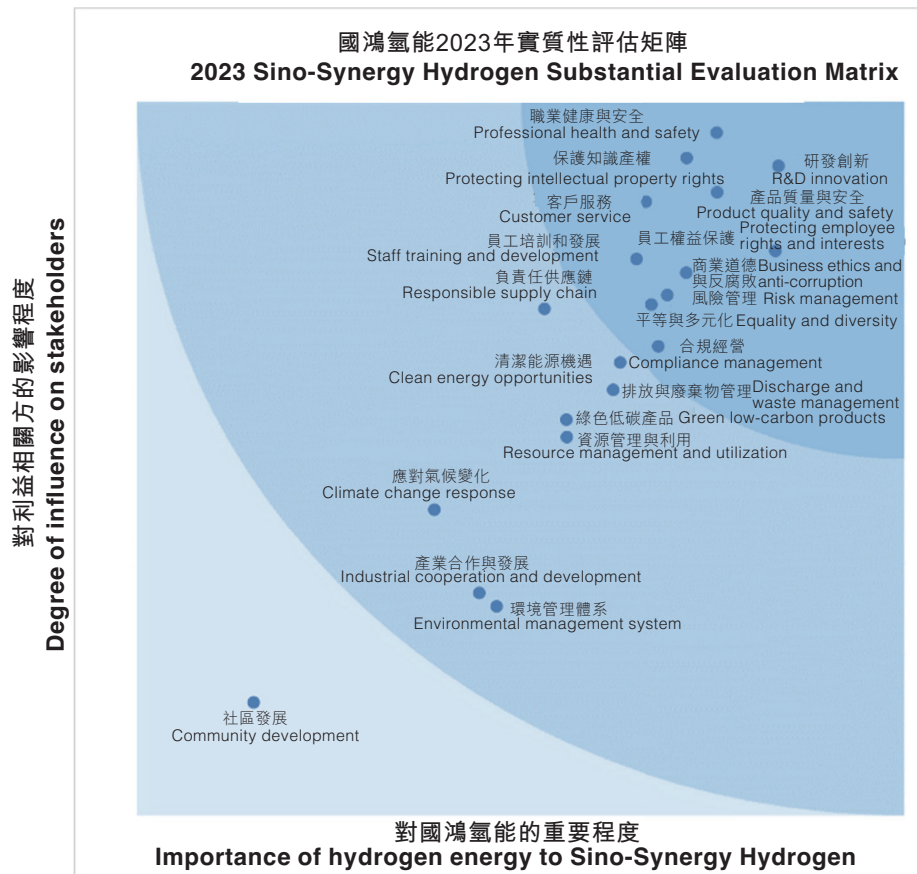 國鴻氫能2023年實質性評估矩陣
2023 Sino-Synergy Hydrogen Substantial Evaluation Matrix
對利益相關方的影響程度
Degree of influence on stakeholders
職業健康與安全
Professional health and safety
保護知識產權
Protecting intellectual property rights
研發創新
R&D innovation
客戶服務
Customer service
產品質量與安全
Product quality and safety
員工培訓和發展
Staff training and development
員工權益保護
Protecting employee
rights and interests
負責任供應鏈
Responsible supply chain
商業道德
與反腐敗
Business ethics and
anti-corruption
風險管理 Risk management
平等與多元化 Equality and diversity
合規經營
Compliance management
清潔能源機遇
Clean energy opportunities
排放與廢棄物管理
Discharge and
waste management
綠色低碳產品 Green low-carbon products
資源管理與利用
Resource management and utilization
應對氣候變化
Climate change response
產業合作與發展
Industrial cooperation and development
環境管理體系
Environmental management system
社區發展
Community development
對國鴻氫能的重要程度
Importance of hydrogen energy to Sino-Synergy Hydrogen